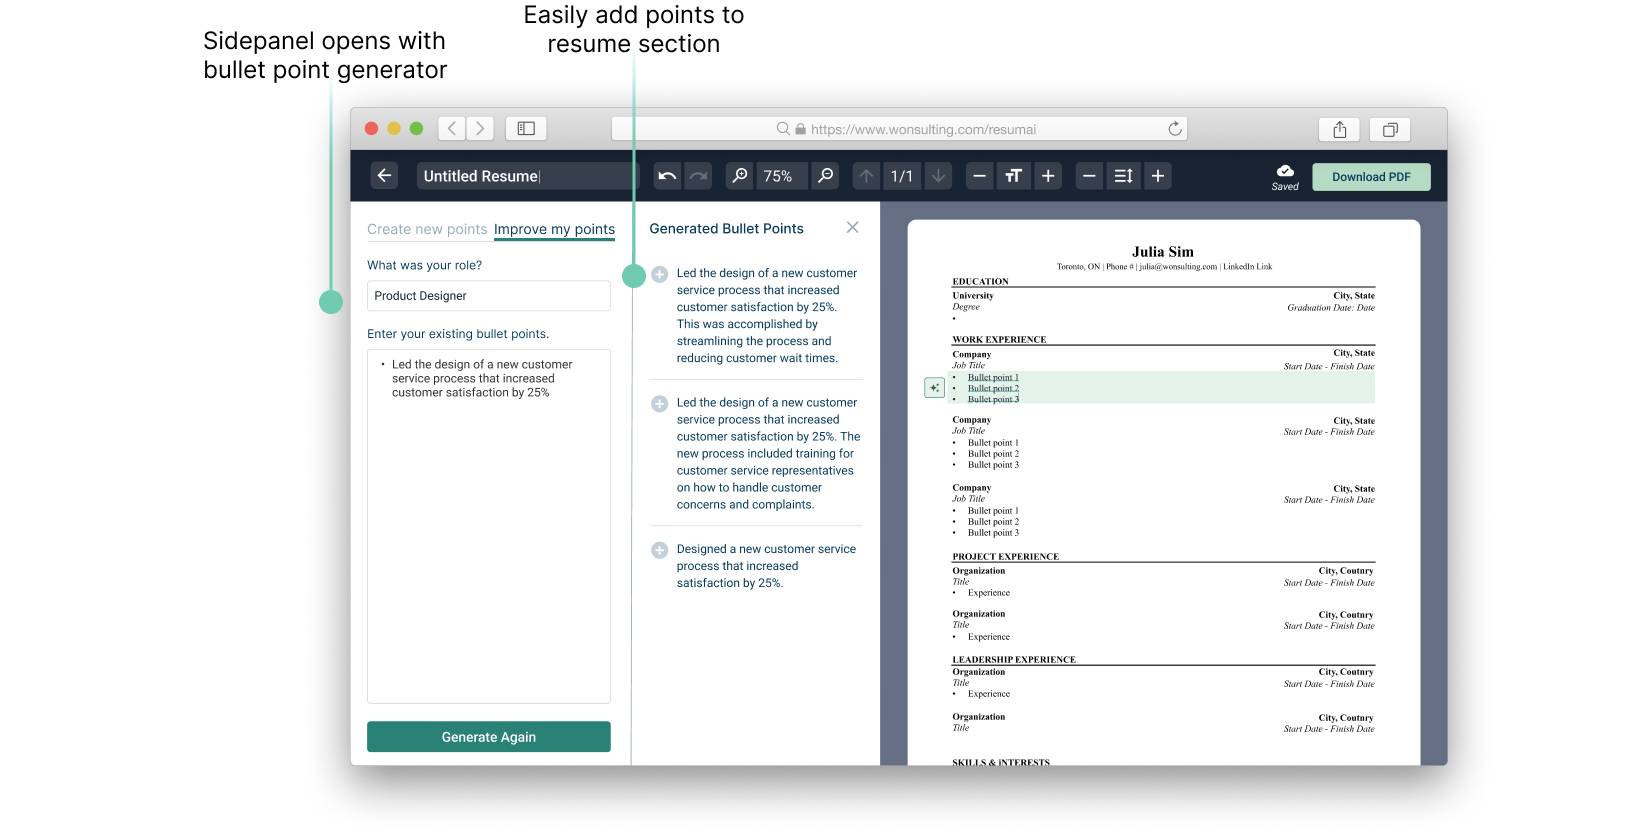 Easily add points to
resume section
Sidepanel opens with
bullet point generator
https://www.wonsulting.com/resumai
Untitled Resume
75%
1/1
Saved
Download PDF
Create new points
Improve my points
What was your role?
Product Designer
Enter your existing bullet points.
• Led the design of a new customer
service process that increased
customer satisfaction by 25%
Generate Again
Generated Bullet Points
Led the design of a new customer
service process that increased
customer satisfaction by 25%.
This was accomplished by
streamlining the process and
reducing customer wait times.
Led the design of a new customer
service process that increased
customer satisfaction by 25%. The
new process included training for
customer service representatives
on how to handle customer
concerns and complaints.
Designed a new customer service
process that increased
satisfaction by 25%.
Julia Sim
Toronto, ON | Phone # | julia@wonsulting.com | LinkedIn Link
EDUCATION
University City, State
Degree Graduation Date: Date
•
WORK EXPERIENCE
Company City, State
Job Title Start Date - Finish Date
• Bullet point 1
• Bullet point 2
• Bullet point 3
Company City, State
Job Title Start Date - Finish Date
• Bullet point 1
• Bullet point 2
• Bullet point 3
Company City, State
Job Title Start Date - Finish Date
• Bullet point 1
• Bullet point 2
• Bullet point 3
PROJECT EXPERIENCE
Organization City, Coutnry
Title Start Date - Finish Date
• Experience
Organization City, Coutnry
Title Start Date - Finish Date
• Experience
LEADERSHIP EXPERIENCE
Organization City, Coutnry
Title Start Date - Finish Date
• Experience
Organization City, Coutnry
Title Start Date - Finish Date
SKILLS & iNTERESTS